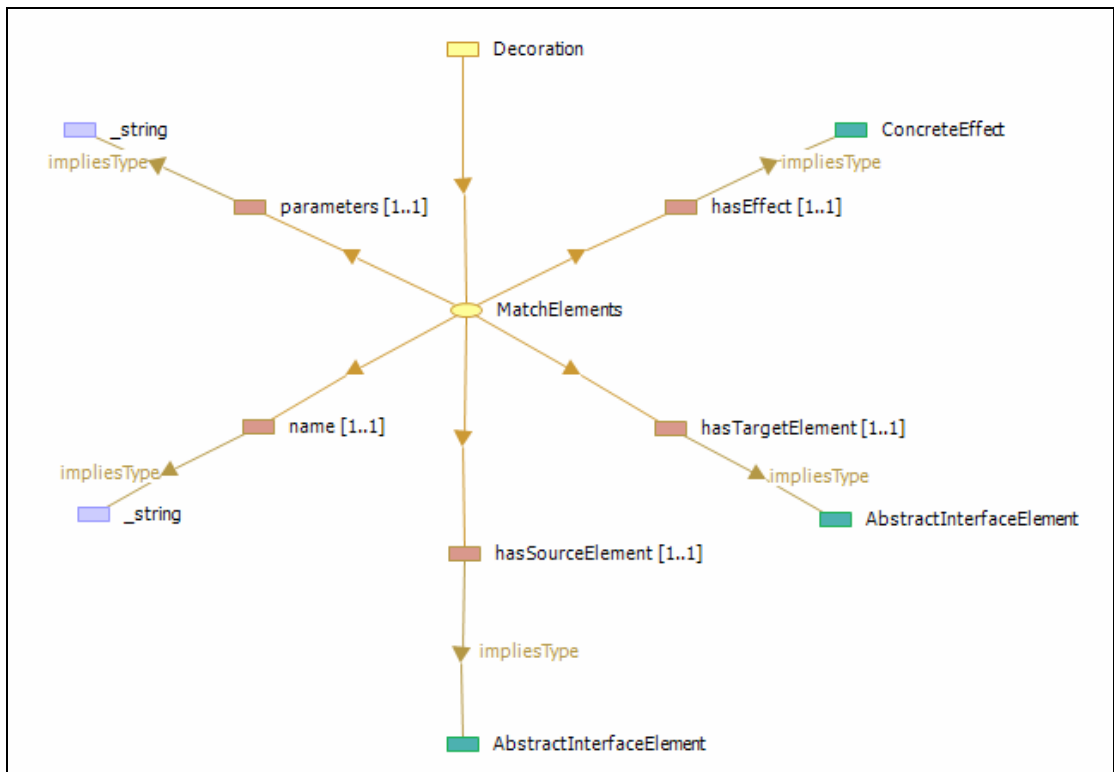 Decoration
_string
ConcreteEffect
impliesType
impliesType
parameters [1..1]
hasEffect [1..1]
MatchElements
name [1..1]
hasTargetElement [1..1]
impliesType
impliesType
_string
AbstractInterfaceElement
hasSourceElement [1..1]
impliesType
AbstractInterfaceElement